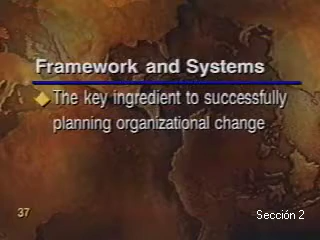 Framework and Systems
The key ingredient to successfully
planning organizational change
37
Sección 2